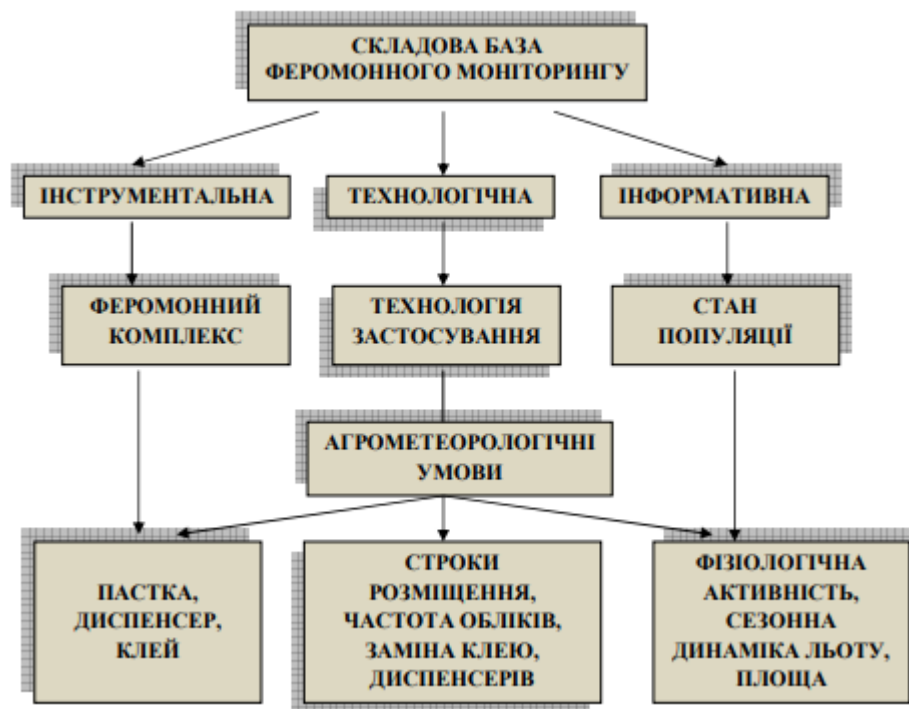 СКЛАДОВА БАЗА
ФЕРОМОННОГО МОНІТОРИНГУ
ІНСТРУМЕНТАЛЬНА
ТЕХНОЛОГІЧНА
ІНФОРМАТИВНА
ФЕРОМОННИЙ
КОМПЛЕКС
ТЕХНОЛОГІЯ
ЗАСТОСУВАННЯ
СТАН
ПОПУЛЯЦІЇ
АГРОМЕТЕОРОЛОГІЧНІ
УМОВИ
ПАСТКА,
ДИСПЕНСЕР,
КЛЕЙ
СТРОКИ
РОЗМІЩЕННЯ,
ЧАСТОТА ОБЛІКІВ,
ЗАМІНА КЛЕЮ,
ДИСПЕНСЕРІВ
ФІЗІОЛОГІЧНА
АКТИВНІСТЬ,
СЕЗОННА
ДИНАМІКА ЛЬОТУ,
ПЛОЩА